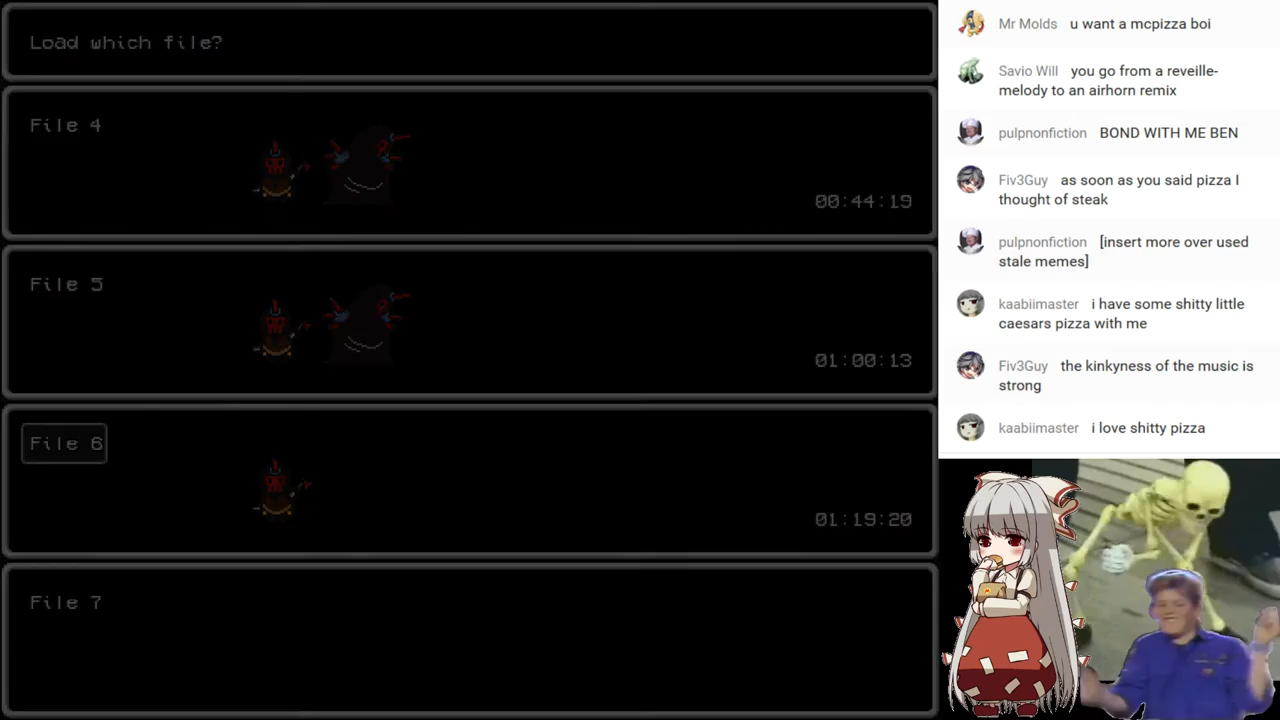 Load which file?
File 4
00:44:19
File 5
01:00:13
File 6
01:19:20
File 7
Mr Molds u want a mcpizza boi
Savio Will you go from a reveille-
melody to an airhorn remix
pulpnonfiction BOND WITH ME BEN
Fiv3Guy as soon as you said pizza I
thought of steak
pulpnonfiction [insert more over used
stale memes]
kaabiimaster i have some shitty little
caesars pizza with me
Fiv3Guy the kinkyness of the music is
strong
kaabiimaster i love shitty pizza